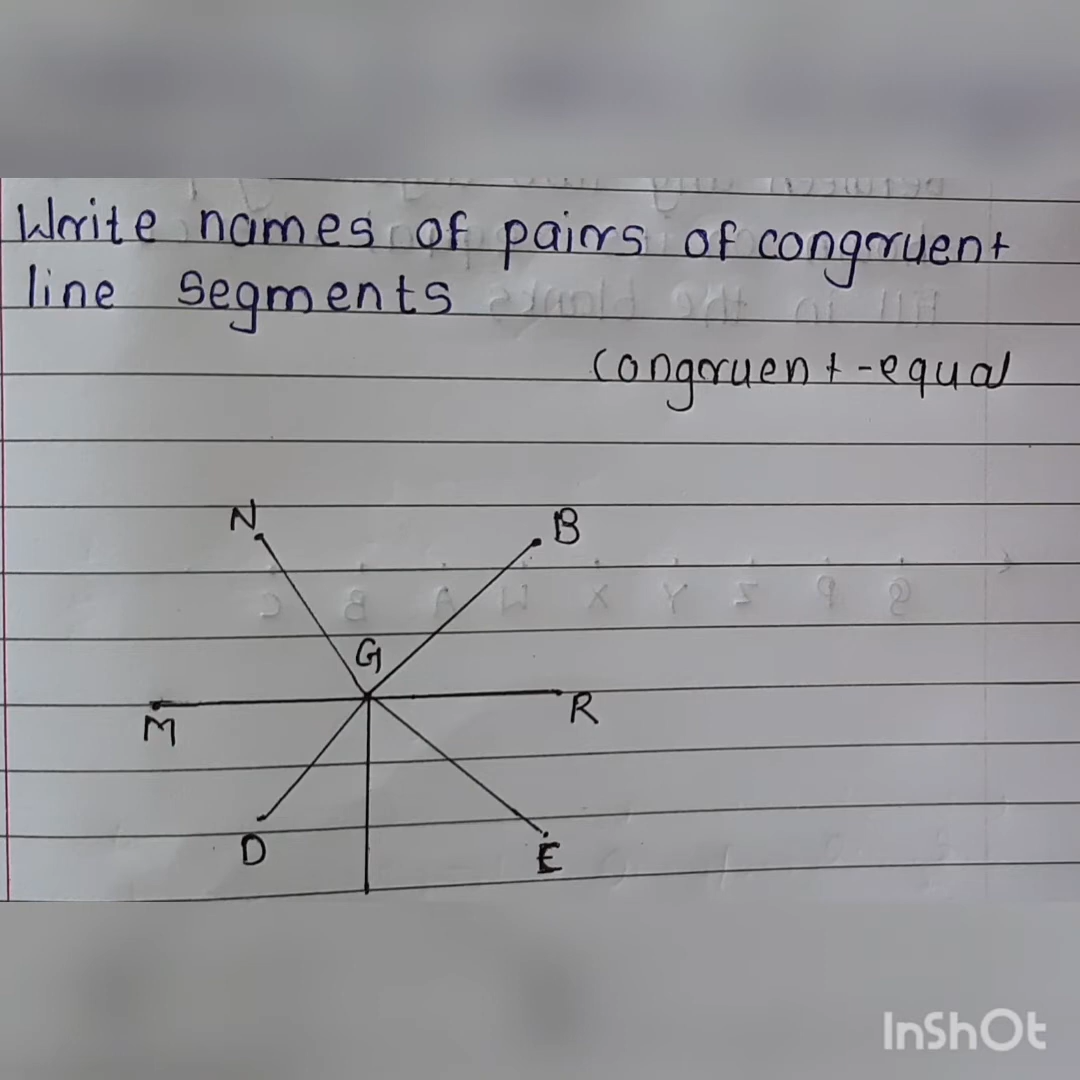 Write names of pairs of congruent
line segments
congruent - equal
N
B
G
M
R
D
E
InShOt